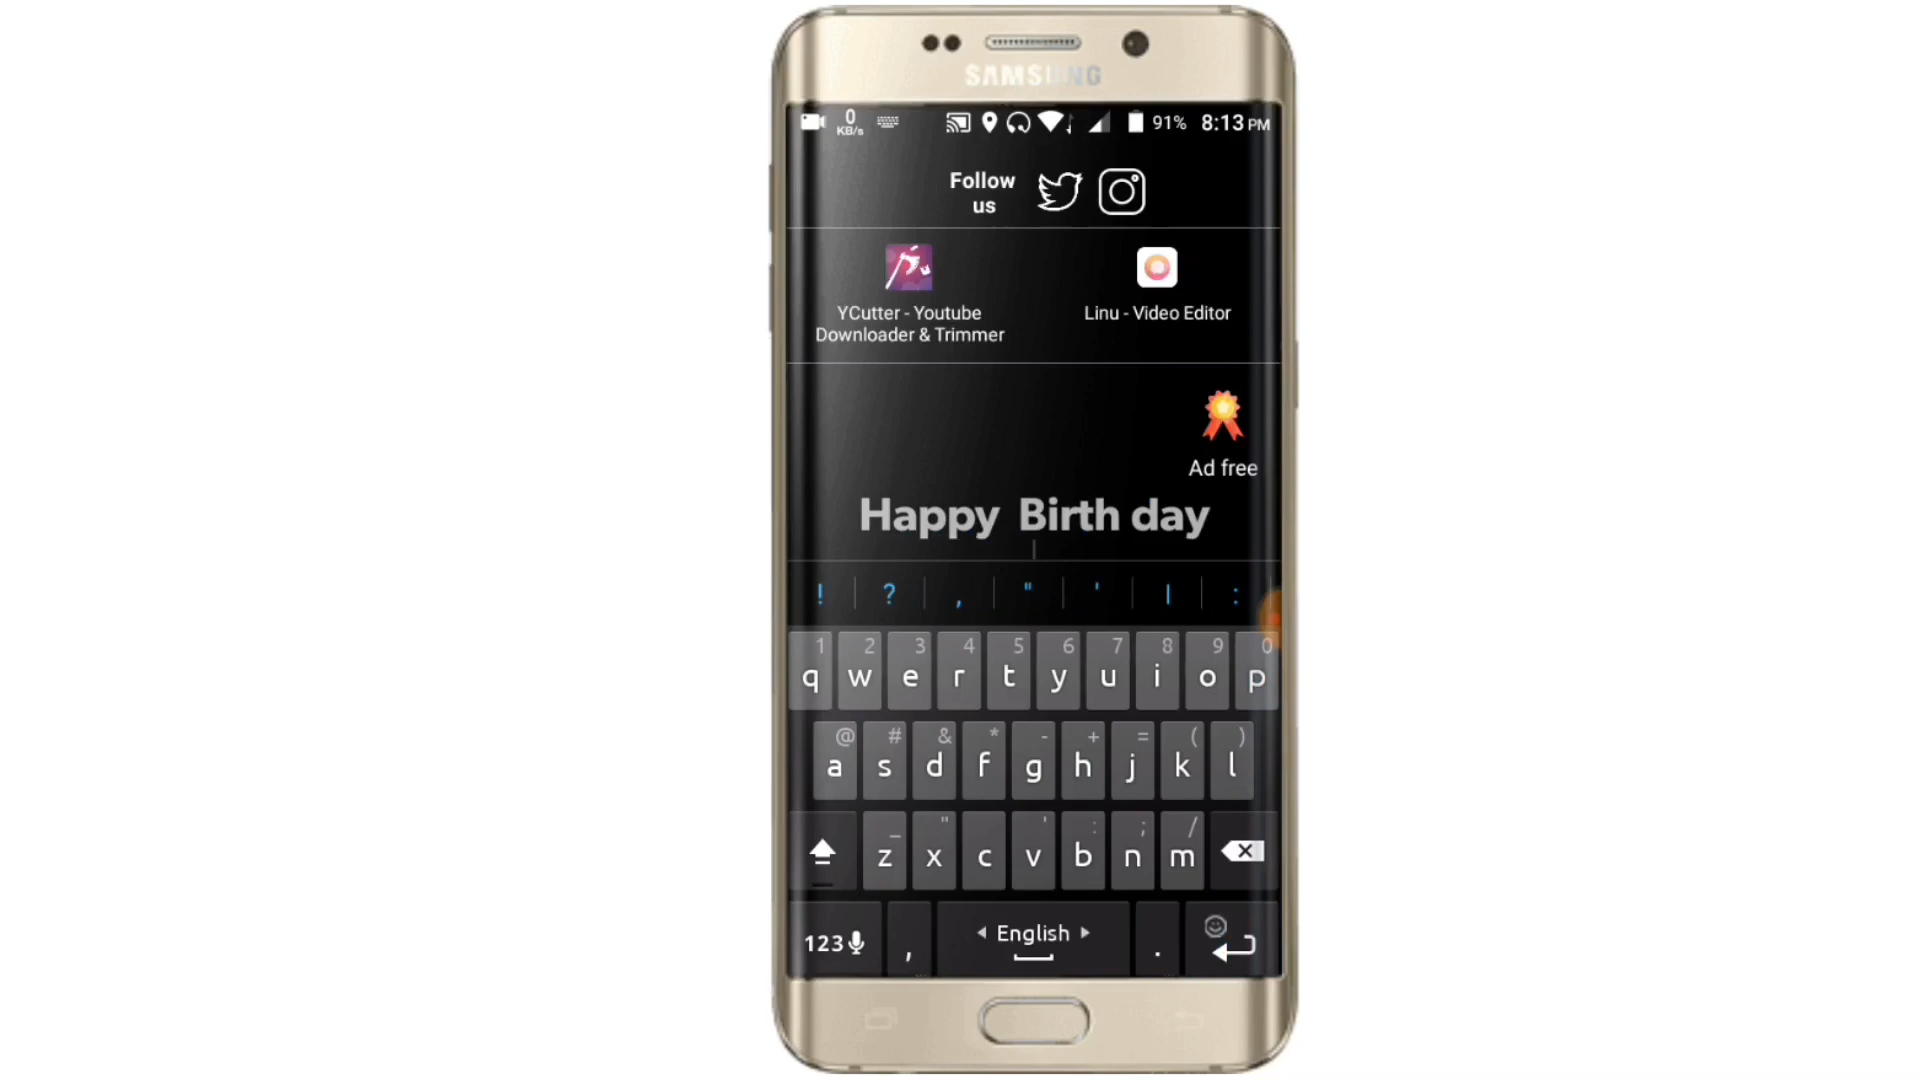 SAMSUNG
0 KB/s 91% 8:13 PM
Follow
us
YCutter - Youtube
Downloader & Trimmer
Linu - Video Editor
Ad free
Happy Birth day
! ? , " ' | :
1 2 3 4 5 6 7 8 9 0
q w e r t y u i o p
@ # & * - + = ( )
a s d f g h j k l
_ " ' : ; /
z x c v b n m
123 , English .